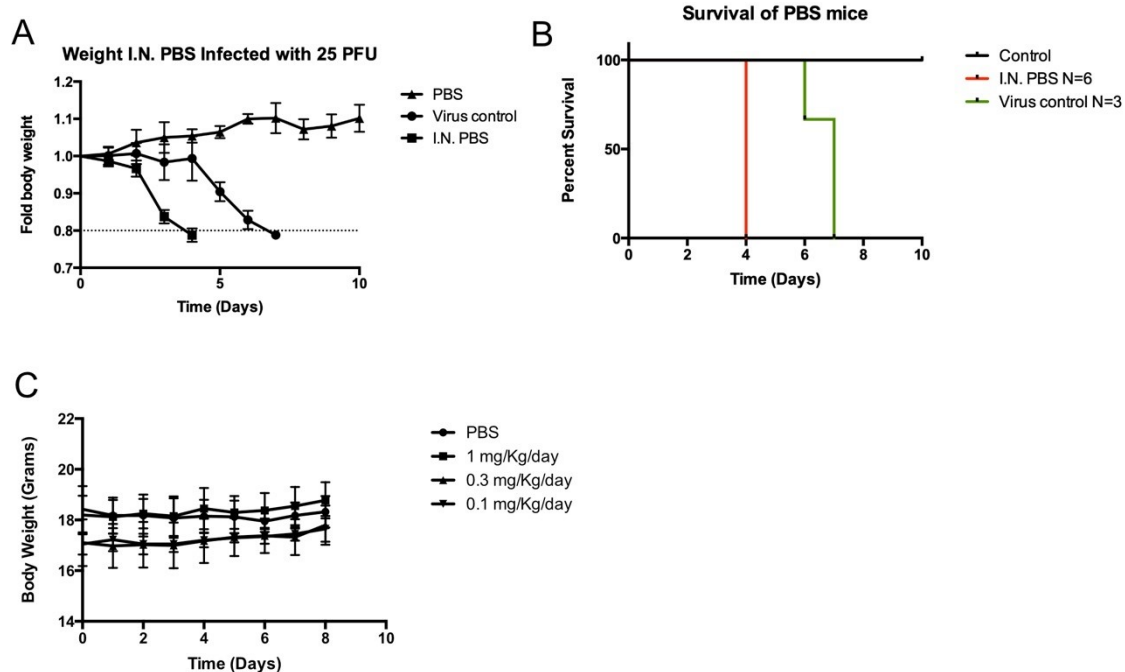 A
Weight I.N. PBS Infected with 25 PFU
1.2
1.1
1.0
0.9
0.8
0.7
Fold body weight
0
5
10
Time (Days)
PBS
Virus control
I.N. PBS
B
Survival of PBS mice
100
50
0
Percent Survival
0
2
4
6
8
10
Time (Days)
Control
I.N. PBS N=6
Virus control N=3
C
22
20
18
16
14
Body Weight (Grams)
0
2
4
6
8
10
Time (Days)
PBS
1 mg/Kg/day
0.3 mg/Kg/day
0.1 mg/Kg/day